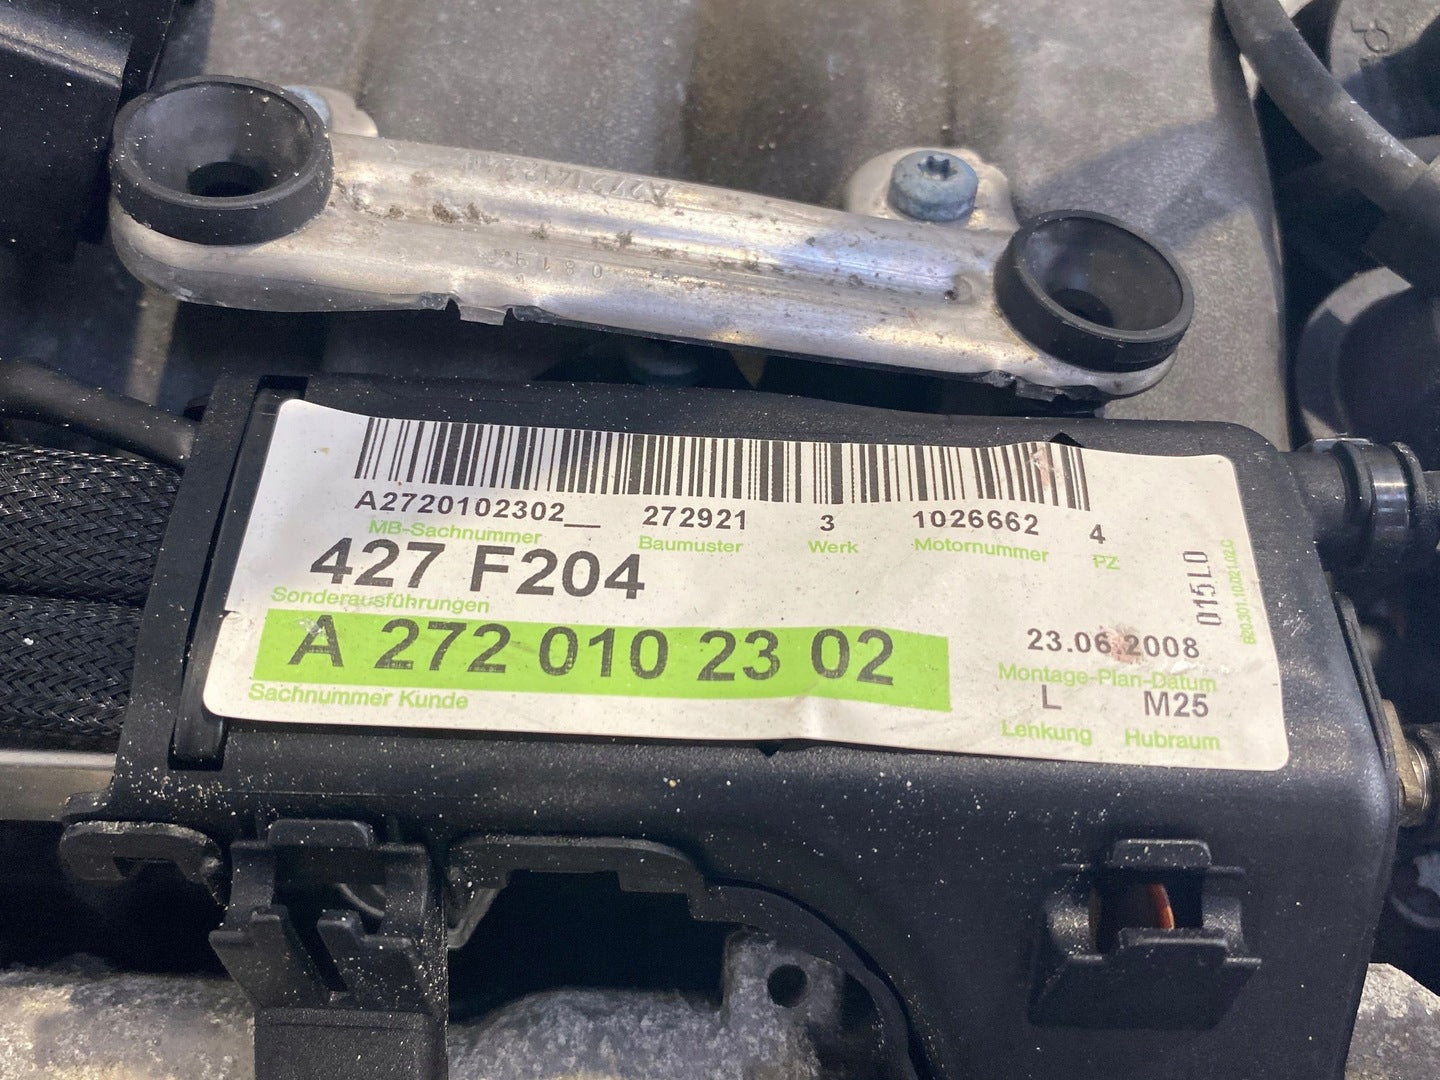 A2720102302__ 272921 3 1026662 4
MB-Sachnummer Baumuster Werk Motornummer PZ
427 F204
Sonderausführungen
A 272 010 23 02
Sachnummer Kunde
23.06.2008
Montage-Plan-Datum
L M25
Lenkung Hubraum
015L0